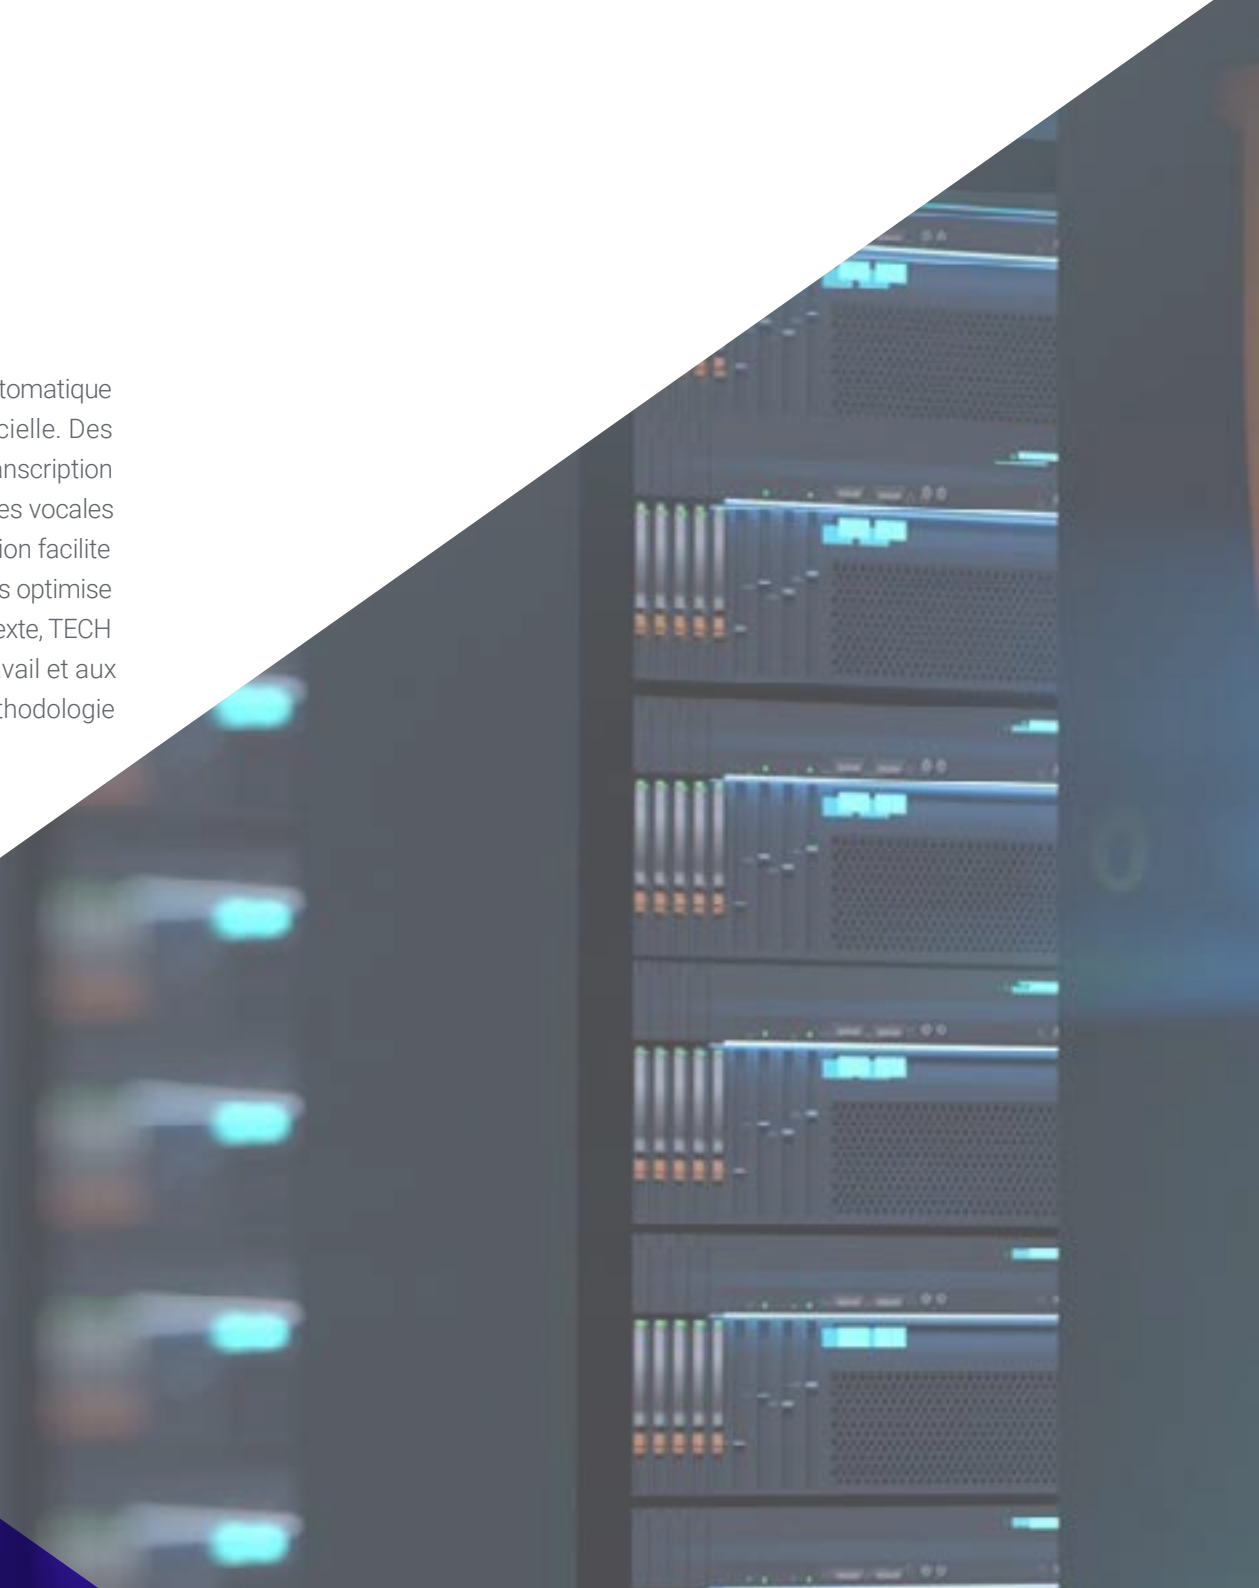 tomatique
cielle. Des
anscription
es vocales
ion facilite
s optimise
exte, TECH
vail et aux
thodologie